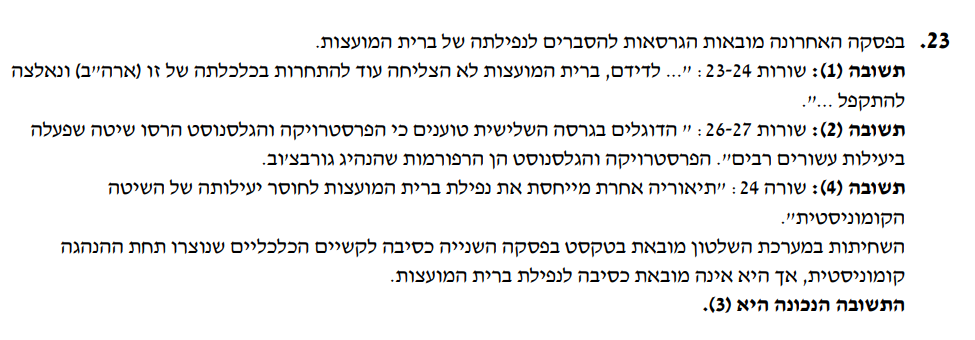 23. בפסקה האחרונה מובאות הגרסאות להסברים לנפילתה של ברית המועצות.
תשובה (1): שורות 23-24: "... לדידם, ברית המועצות לא הצליחה עוד להתחרות בכלכלתה של זו (ארה"ב) ונאלצה
להתקפל ...".
תשובה (2): שורות 26-27: " הדוגלים בגרסה השלישית טוענים כי הפרסטרויקה והגלסנוסט הרסו שיטה שפעלה
ביעילות עשורים רבים". הפרסטרויקה והגלסנוסט הן הרפורמות שהנהיג גורבצ'וב.
תשובה (4): שורה 24: "תיאוריה אחרת מייחסת את נפילת ברית המועצות לחוסר יעילותה של השיטה
הקומוניסטית".
השחיתות במערכת השלטון מובאת בטקסט בפסקה השנייה כסיבה לקשיים הכלכליים שנוצרו תחת ההנהגה
קומוניסטית, אך היא אינה מובאת כסיבה לנפילת ברית המועצות.
התשובה הנכונה היא (3).